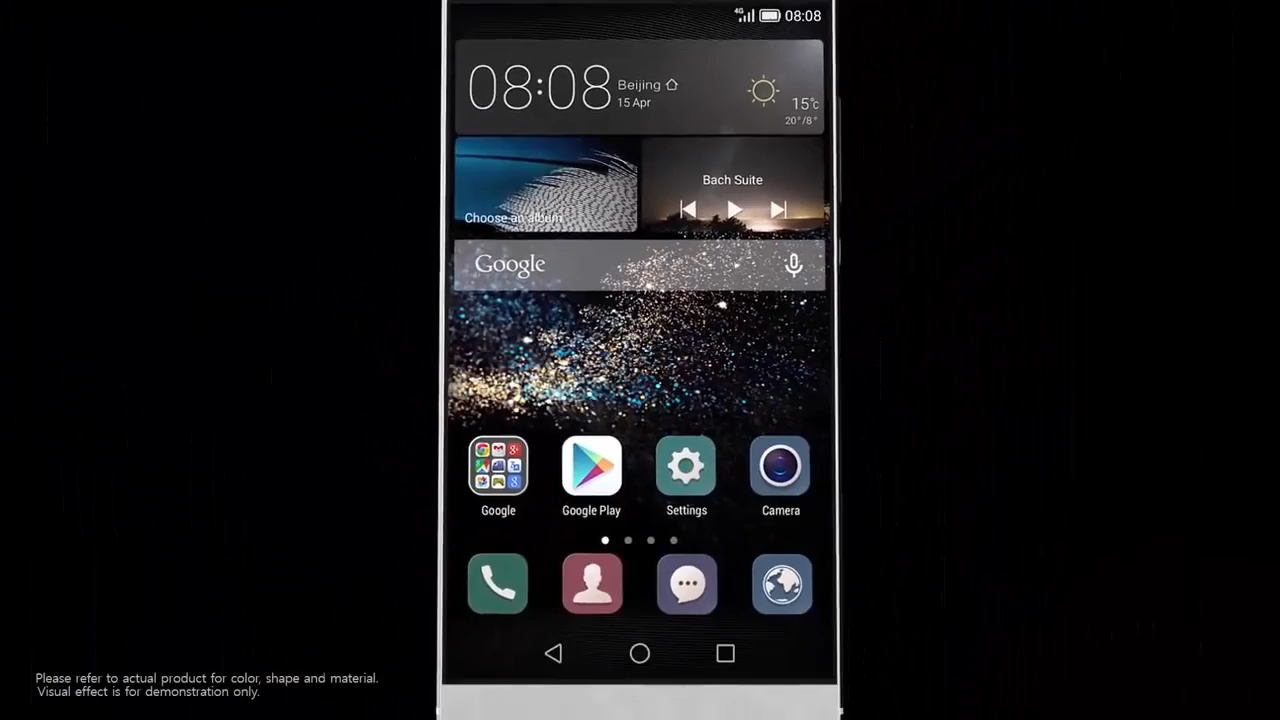 4G 08:08
08:08
Beijing
15 Apr
15°c
20°/8°
Choose an album
Bach Suite
Google
Google
Google Play
Settings
Camera
Please refer to actual product for color, shape and material.
Visual effect is for demonstration only.